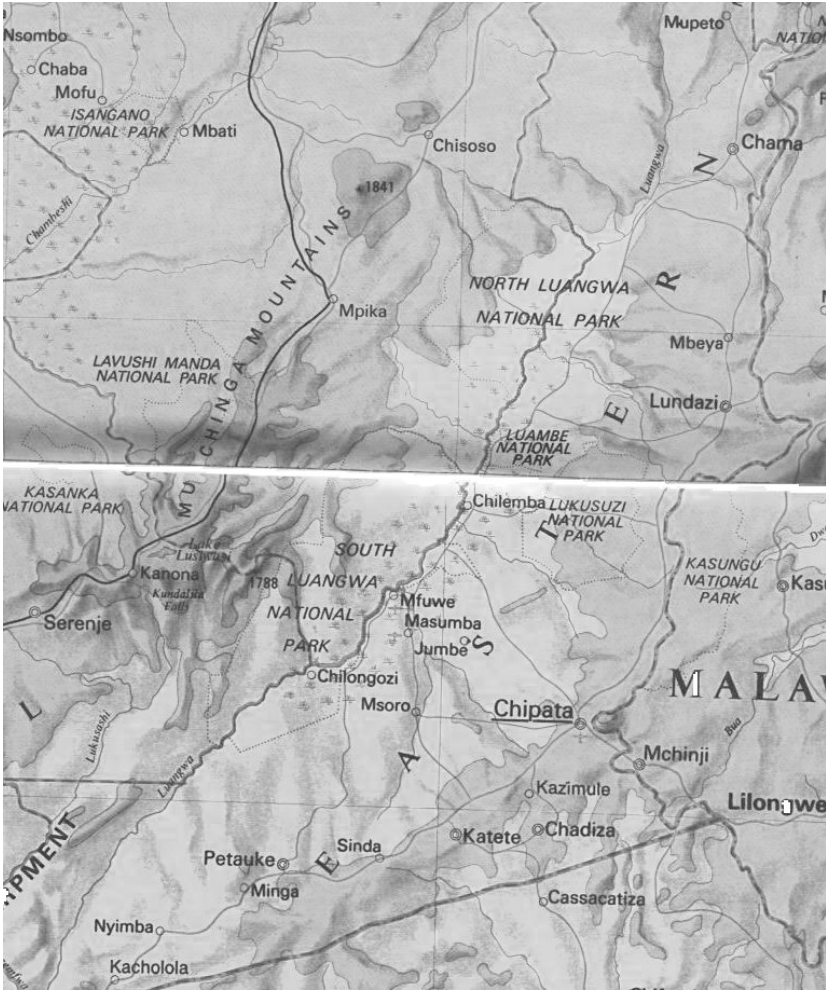 Mupeto
Nsombo
NATION
Chaba
Mofu
ISANGANO
NATIONAL PARK
Mbati
Chisoso
Chama
Luangwa
N
1841
Chambeshi
R
NORTH LUANGWA
NATIONAL PARK
MUCHINGA MOUNTAINS
Mpika
Mbeya
LAVUSHI MANDA
NATIONAL PARK
Lundazi
E
LUAMBE
NATIONAL
PARK
KASANKA
NATIONAL PARK
Chilemba
LUKUSUZI
NATIONAL
PARK
T
Lake
Lusiwasi
SOUTH
LUANGWA
NATIONAL
PARK
1788
KASUNGU
NATIONAL
PARK
Kanona
Kundalila
Falls
Kasu
Mfuwe
Serenje
Masumba
Jumbe
S
Chilongozi
MALAW
L
Msoro
Chipata
Bua
Lukusashi
Mchinji
A
Luangwa
Kazimule
Lilongwe
Katete
Chadiza
RPMENT
Sinda
Petauke
E
Minga
Cassacatiza
Nyimba
Kacholola